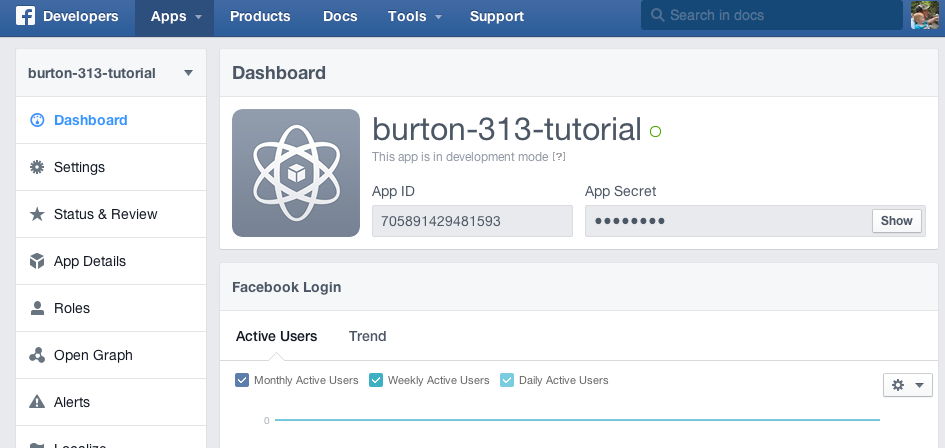 Developers Apps Products Docs Tools Support Search in docs
burton-313-tutorial
Dashboard
Settings
Status & Review
App Details
Roles
Open Graph
Alerts
Localize
Dashboard
burton-313-tutorial
This app is in development mode [?]
App ID App Secret
705891429481593 ●●●●●●●● Show
Facebook Login
Active Users Trend
Monthly Active Users Weekly Active Users Daily Active Users
0